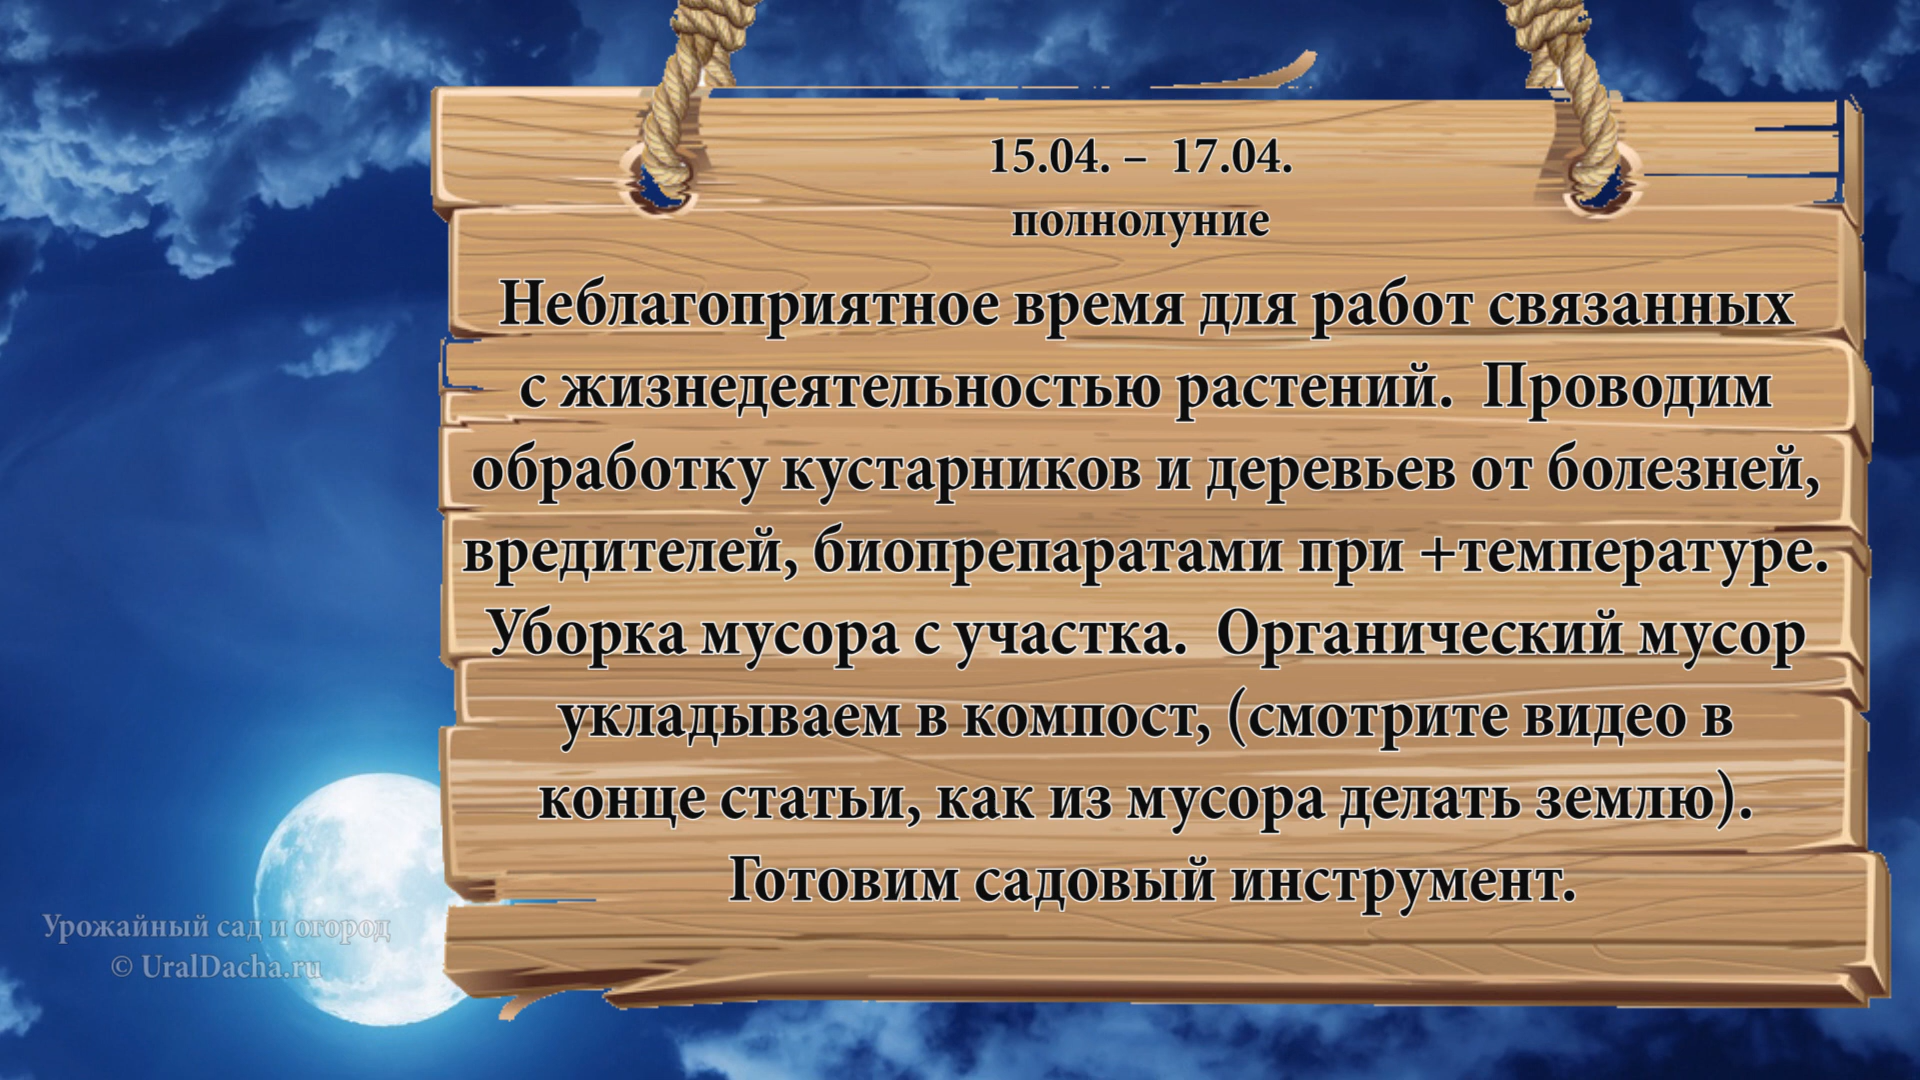 15.04. – 17.04.
полнолуние
Неблагоприятное время для работ связанных
с жизнедеятельностью растений. Проводим
обработку кустарников и деревьев от болезней,
вредителей, биопрепаратами при +температуре.
Уборка мусора с участка. Органический мусор
укладываем в компост, (смотрите видео в
конце статьи, как из мусора делать землю).
Готовим садовый инструмент.
Урожайный сад и огород
© UralDacha.ru